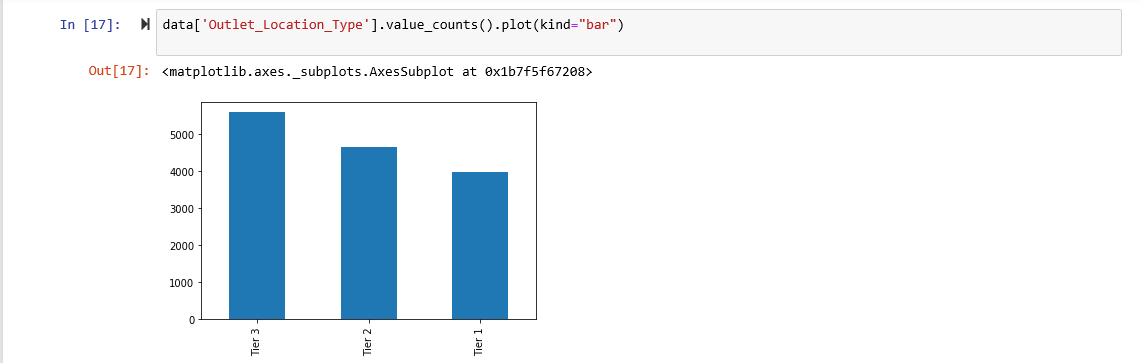 In [17]: data['Outlet_Location_Type'].value_counts().plot(kind="bar")
Out[17]: <matplotlib.axes._subplots.AxesSubplot at 0x1b7f5f67208>
5000
4000
3000
2000
1000
0
Tier 3
Tier 2
Tier 1